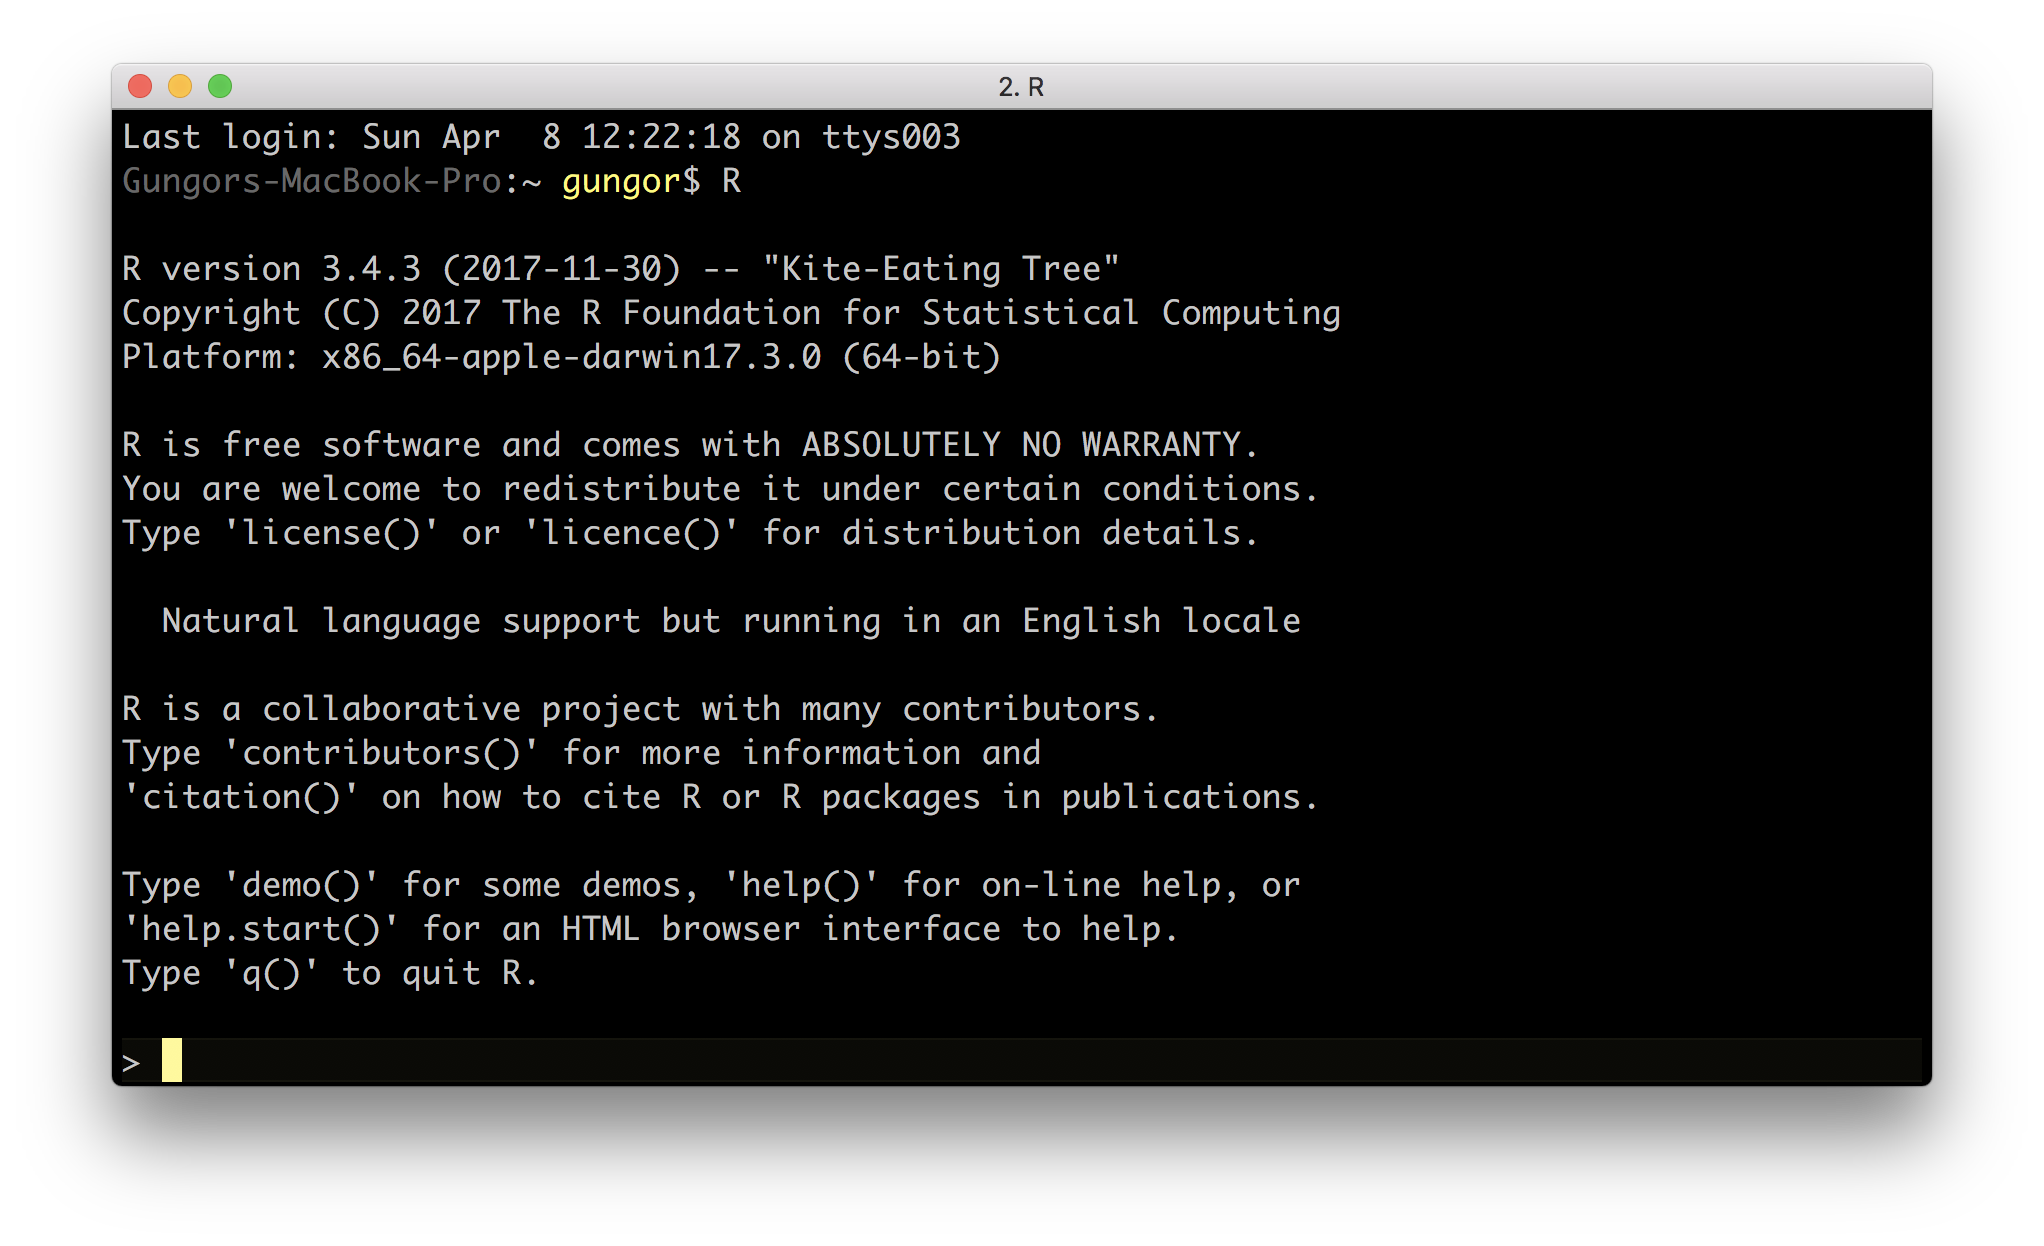 2. R
Last login: Sun Apr  8 12:22:18 on ttys003
Gungors-MacBook-Pro:~ gungor$ R
R version 3.4.3 (2017-11-30) -- "Kite-Eating Tree"
Copyright (C) 2017 The R Foundation for Statistical Computing
Platform: x86_64-apple-darwin17.3.0 (64-bit)
R is free software and comes with ABSOLUTELY NO WARRANTY.
You are welcome to redistribute it under certain conditions.
Type 'license()' or 'licence()' for distribution details.
  Natural language support but running in an English locale
R is a collaborative project with many contributors.
Type 'contributors()' for more information and
'citation()' on how to cite R or R packages in publications.
Type 'demo()' for some demos, 'help()' for on-line help, or
'help.start()' for an HTML browser interface to help.
Type 'q()' to quit R.
>